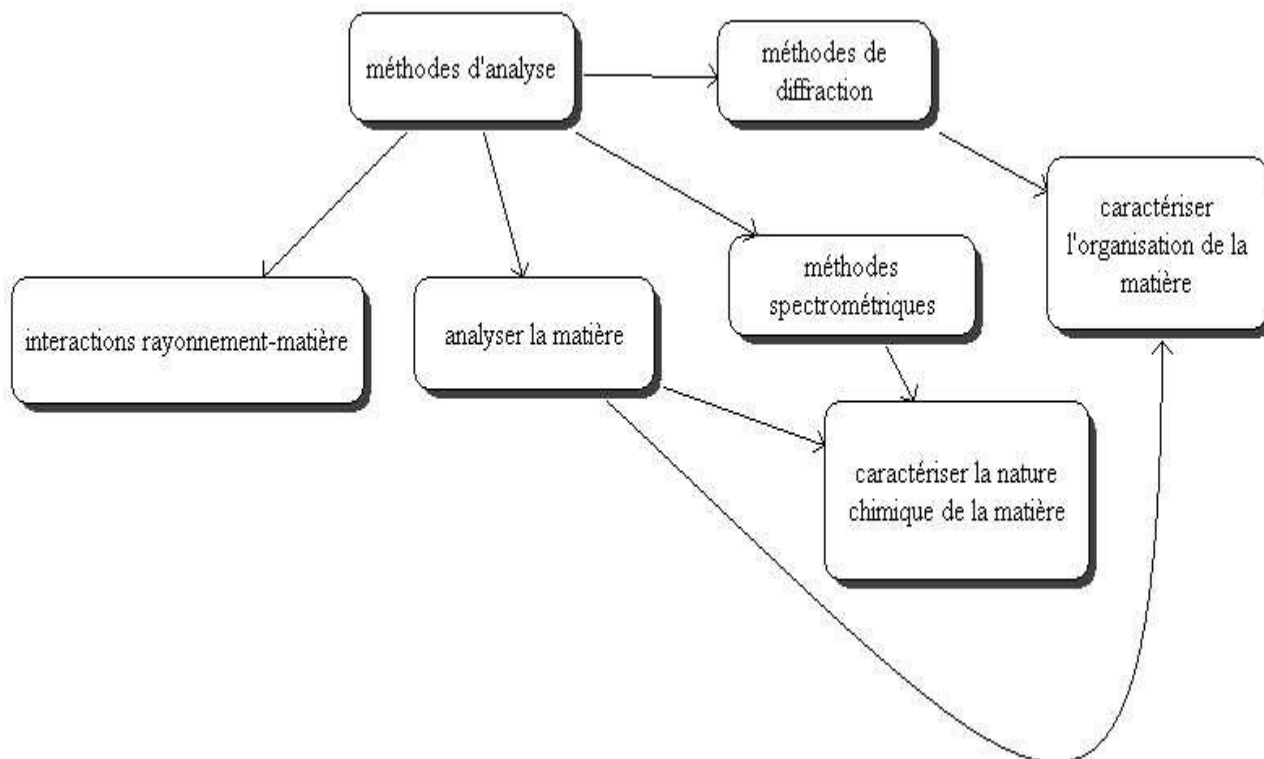 méthodes d'analyse
méthodes de
diffraction
caractériser
l'organisation de la
matière
méthodes
spectrométriques
interactions rayonnement-matière
analyser la matière
caractériser la nature
chimique de la matière